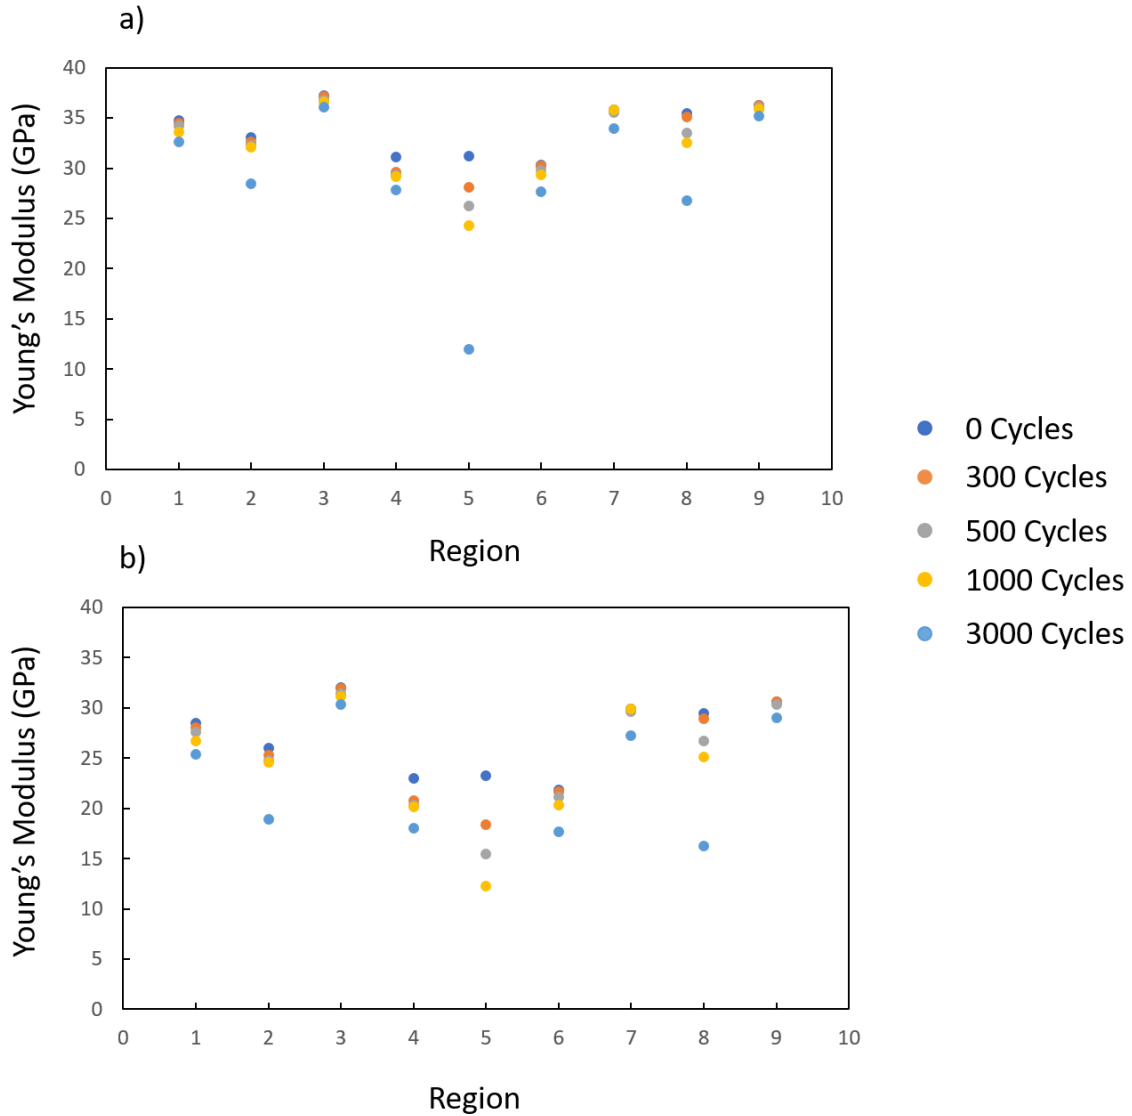 a)
Young's Modulus (GPa)
40
35
30
25
20
15
10
5
0
0 1 2 3 4 5 6 7 8 9 10
Region
b)
Young's Modulus (GPa)
40
35
30
25
20
15
10
5
0
0 1 2 3 4 5 6 7 8 9 10
Region
0 Cycles
300 Cycles
500 Cycles
1000 Cycles
3000 Cycles